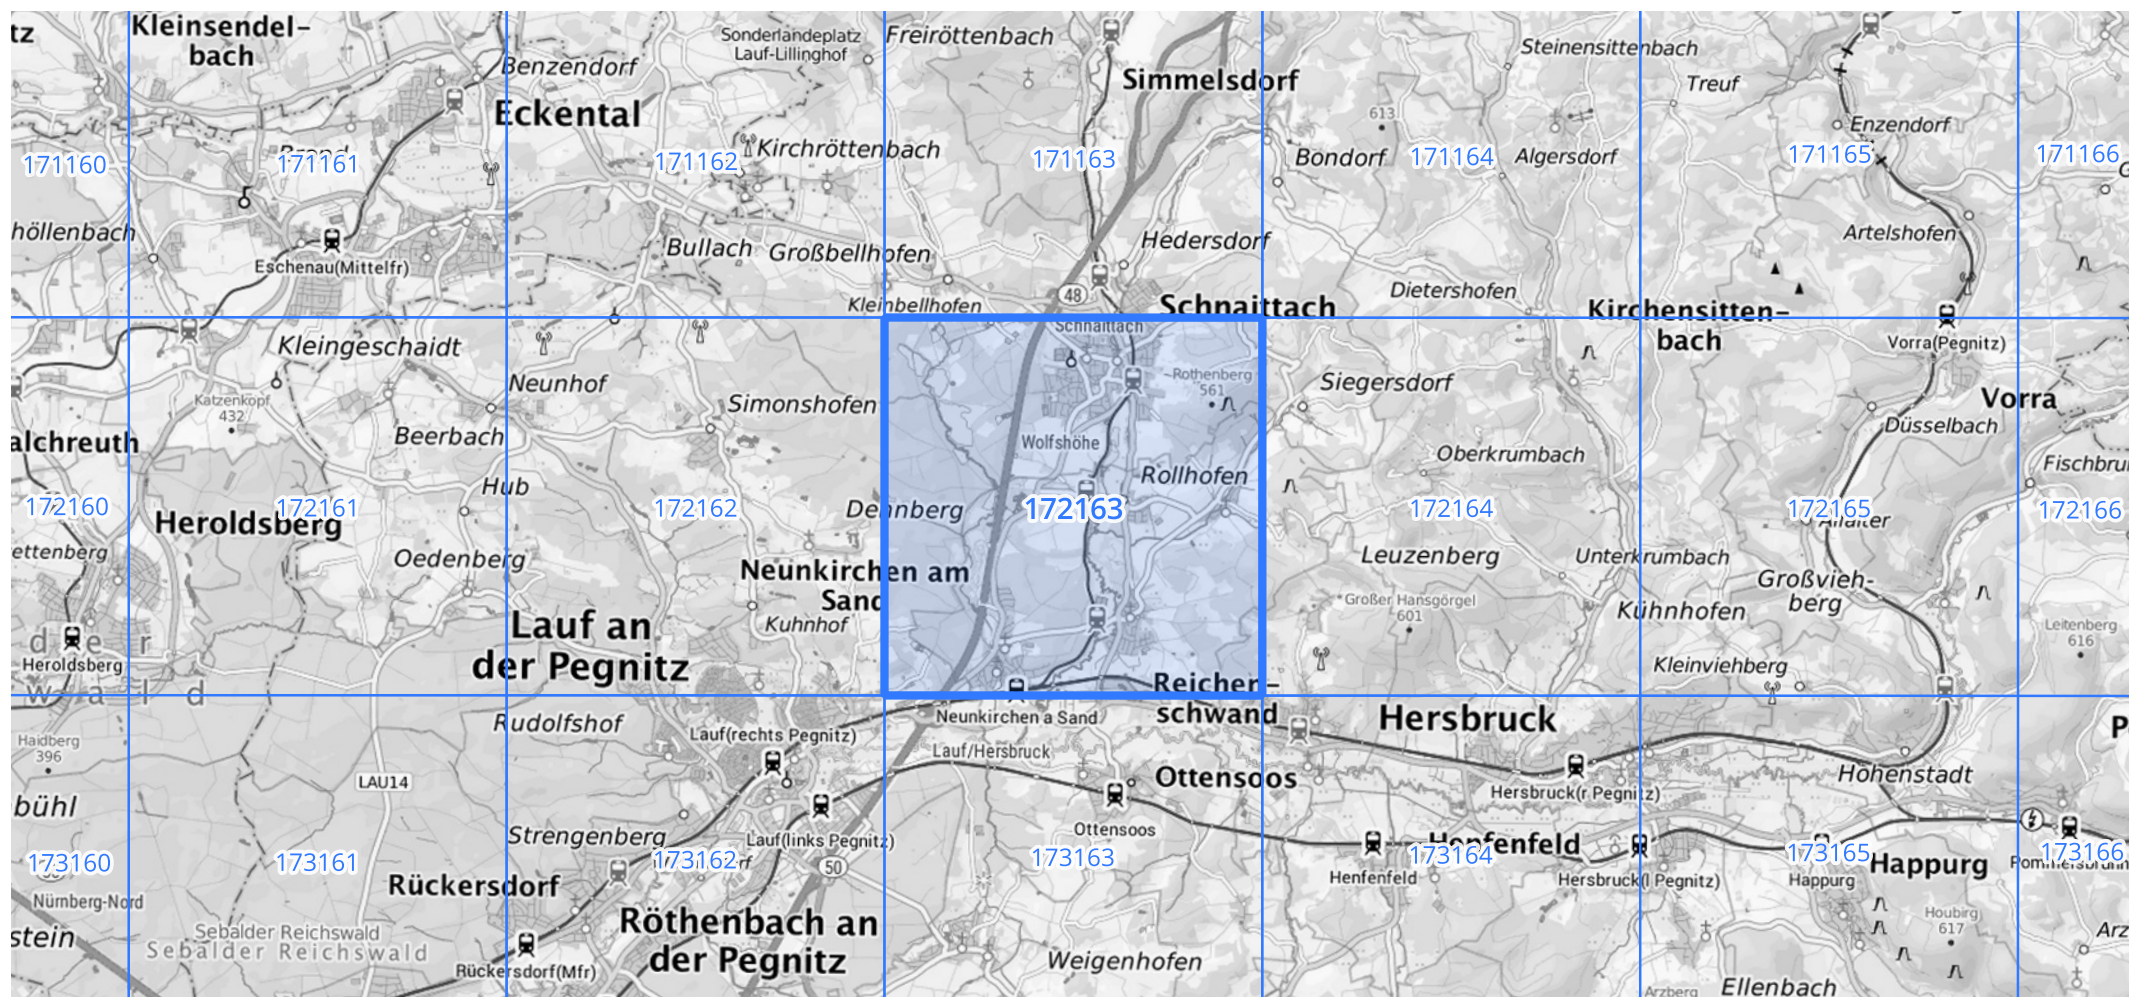 tz
Kleinsendel-
bach
Sonderlandeplatz
Lauf-Lillinghof
Freiröttenbach
Steinensittenbach
Benzendorf
Simmelsdorf
Treuf
Eckental
613
Enzendorf
Kirchröttenbach
Brand
Bondorf
Algersdorf
171160
171161
171162
171163
171164
171165
171166
G
höllenbach
Bullach
Großbellhofen
Hedersdorf
Artelshofen
Eschenau(Mittelfr)
Kleinbellhofen
48
Schnaittach
Dietershofen
Kirchensitten-
bach
Schnaittach
Kleingeschaidt
Vorra(Pegnitz)
Neunhof
Rothenberg
561
Siegersdorf
Katzenkopf
432
Simonshofen
Vorra
alchreuth
Beerbach
Wolfshöhe
Düsselbach
Oberkrumbach
Hub
Rollhofen
Fischbru
172160
172161
172162
172163
172164
172165
172166
Heroldsberg
Dehnberg
Alfalter
ettenberg
Oedenberg
Neunkirchen am
Sand
Leuzenberg
Unterkrumbach
Großvieh-
berg
Großer Hansgörgel
601
Kühnhofen
Lauf an
der Pegnitz
Kuhnhof
Leitenberg
616
d e r
Heroldsberg
w a l d
Kleinviehberg
Reichen-
schwand
Rudolfshof
Lauf(rechts Pegnitz)
Neunkirchen a Sand
Hersbruck
P
Haidberg
396
Lauf/Hersbruck
LAU14
Ottensoos
Hohenstadt
bühl
Hersbruck(r Pegnitz)
Strengenberg
Lauf(links Pegnitz)
Ottensoos
Henfenfeld
173160
173161
173162
173163
173164
173165
173166
50
Happurg
Pommelsbrunn
Rückersdorf
Henfenfeld
Hersbruck(l Pegnitz)
Happurg
Nürnberg-Nord
Röthenbach an
der Pegnitz
Houbirg
617
stein
Sebalder Reichswald
Sebalder Reichswald
Arz
Rückersdorf(Mfr)
Weigenhofen
Arzberg
Ellenbach